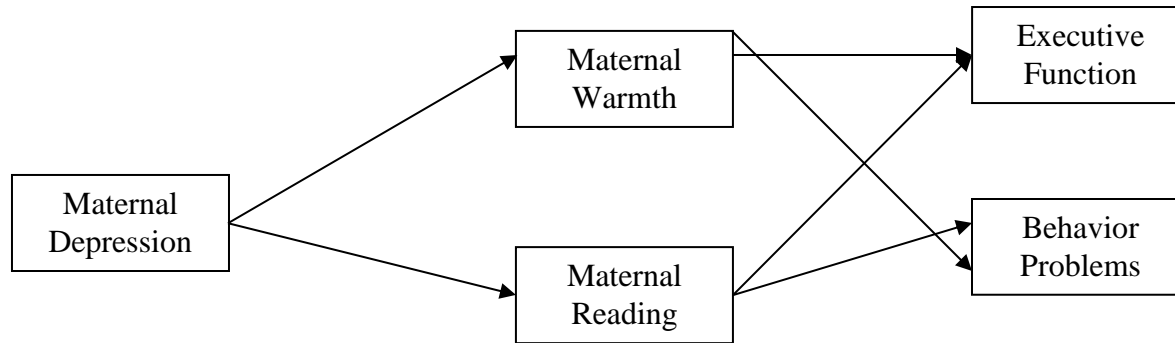 Maternal
Depression
Maternal
Warmth
Maternal
Reading
Executive
Function
Behavior
Problems